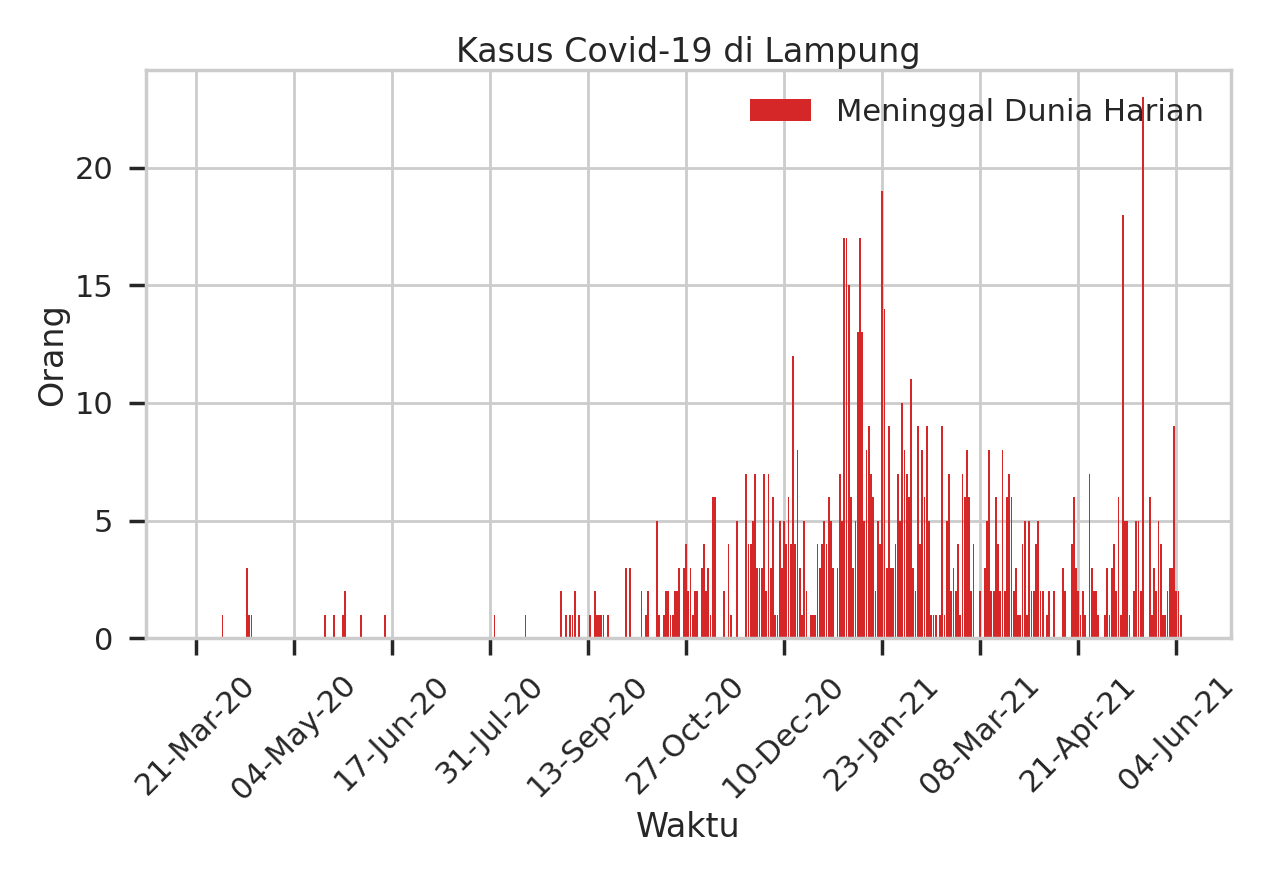 Kasus Covid-19 di Lampung
Meninggal Dunia Harian
Orang
20
15
10
5
0
21-Mar-20
04-May-20
17-Jun-20
31-Jul-20
13-Sep-20
27-Oct-20
10-Dec-20
23-Jan-21
08-Mar-21
21-Apr-21
04-Jun-21
Waktu